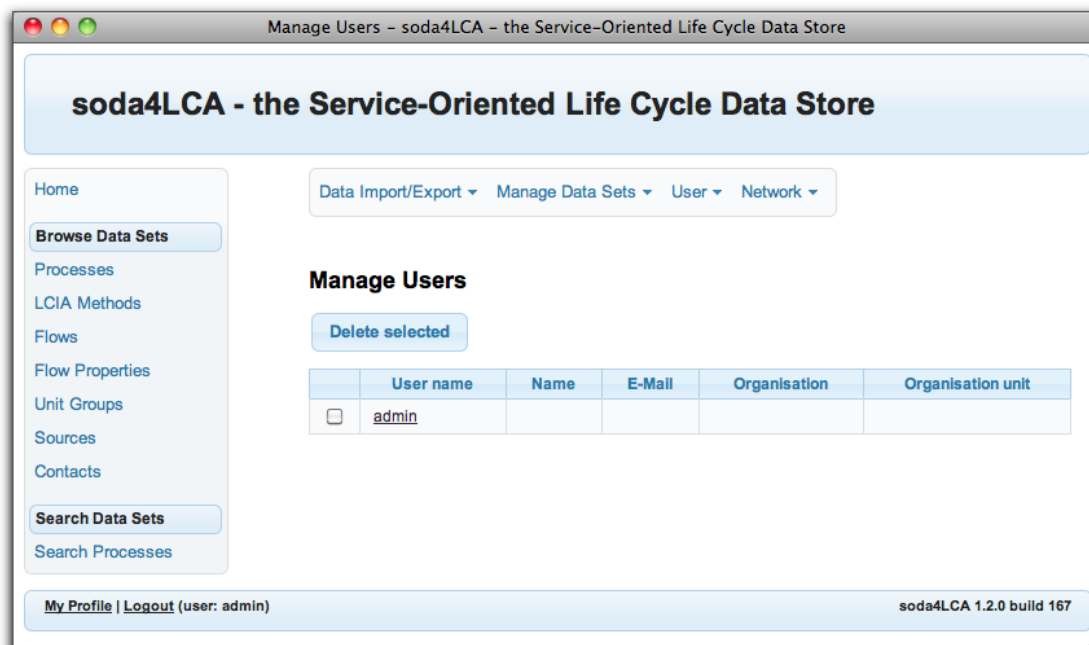 Manage Users – soda4LCA – the Service-Oriented Life Cycle Data Store
soda4LCA - the Service-Oriented Life Cycle Data Store
Home
Browse Data Sets
Processes
LCIA Methods
Flows
Flow Properties
Unit Groups
Sources
Contacts
Search Data Sets
Search Processes
Data Import/Export Manage Data Sets User Network
Manage Users
Delete selected
User name Name E-Mail Organisation Organisation unit
admin
My Profile | Logout (user: admin) soda4LCA 1.2.0 build 167